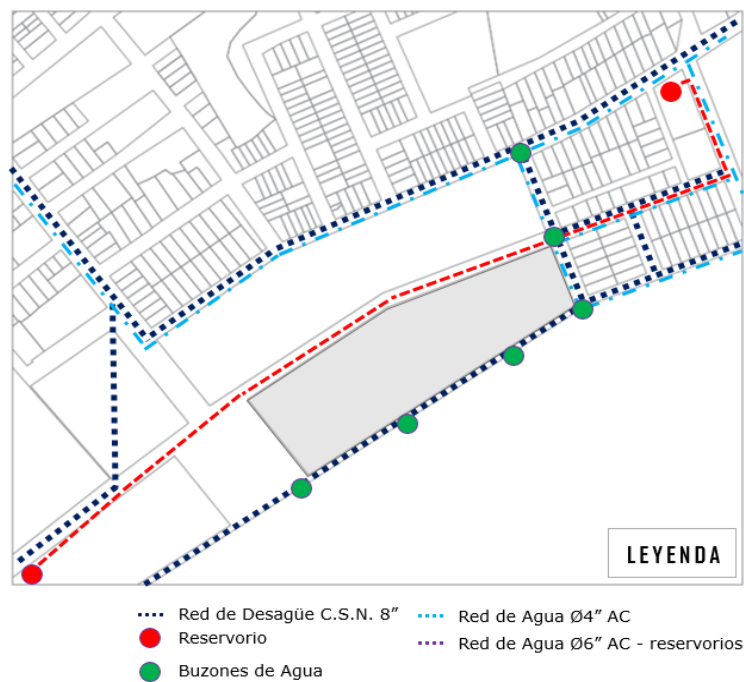 LEYENDA
Red de Desagüe C.S.N. 8”
Red de Agua Ø4” AC
Reservorio
Red de Agua Ø6” AC - reservorios
Buzones de Agua